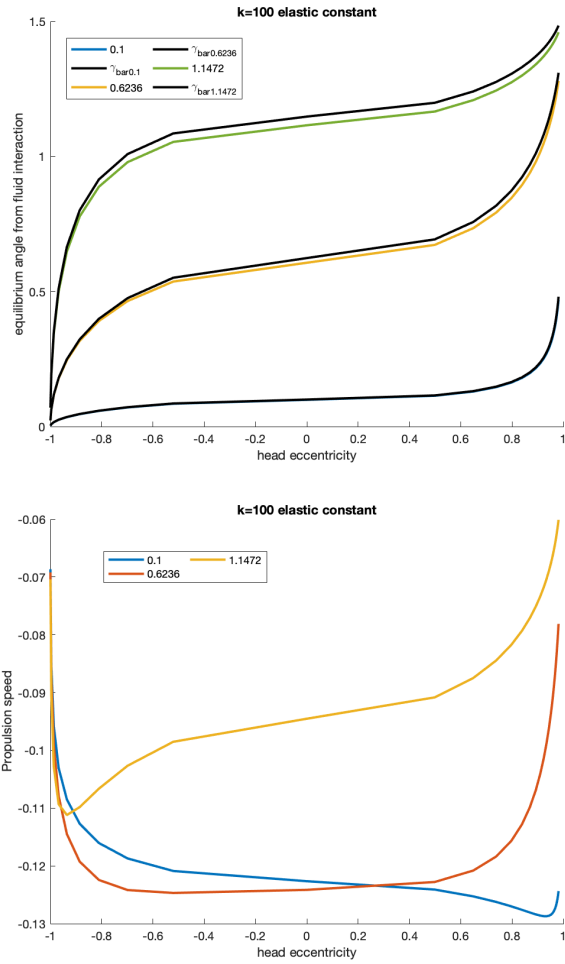 k=100 elastic constant
1.5
1
0.5
0
equilibrium angle from fluid interaction
0.1
γbar0.1
0.6236
γbar0.6236
1.1472
γbar1.1472
-1 -0.8 -0.6 -0.4 -0.2 0 0.2 0.4 0.6 0.8 1
head eccentricity
k=100 elastic constant
-0.06
-0.07
-0.08
-0.09
-0.1
-0.11
-0.12
-0.13
Propulsion speed
0.1
0.6236
1.1472
-1 -0.8 -0.6 -0.4 -0.2 0 0.2 0.4 0.6 0.8 1
head eccentricity